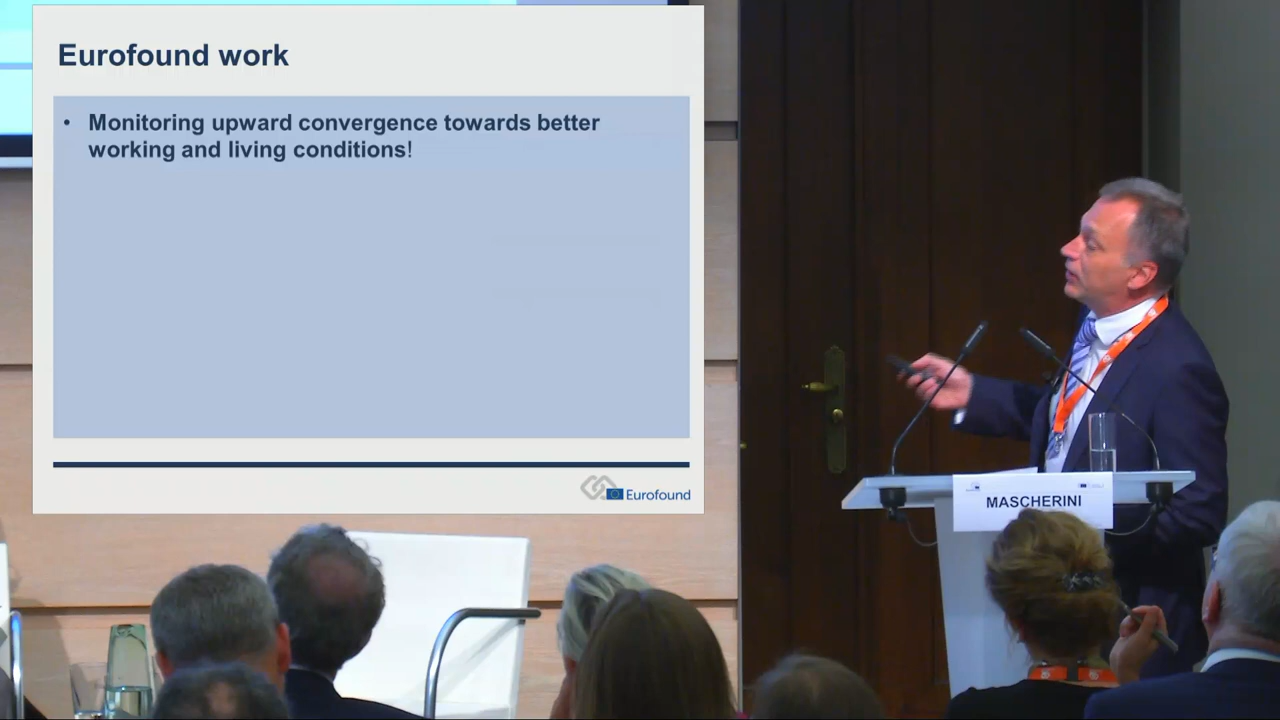 Eurofound work
• Monitoring upward convergence towards better
working and living conditions!
Eurofound
MASCHERINI